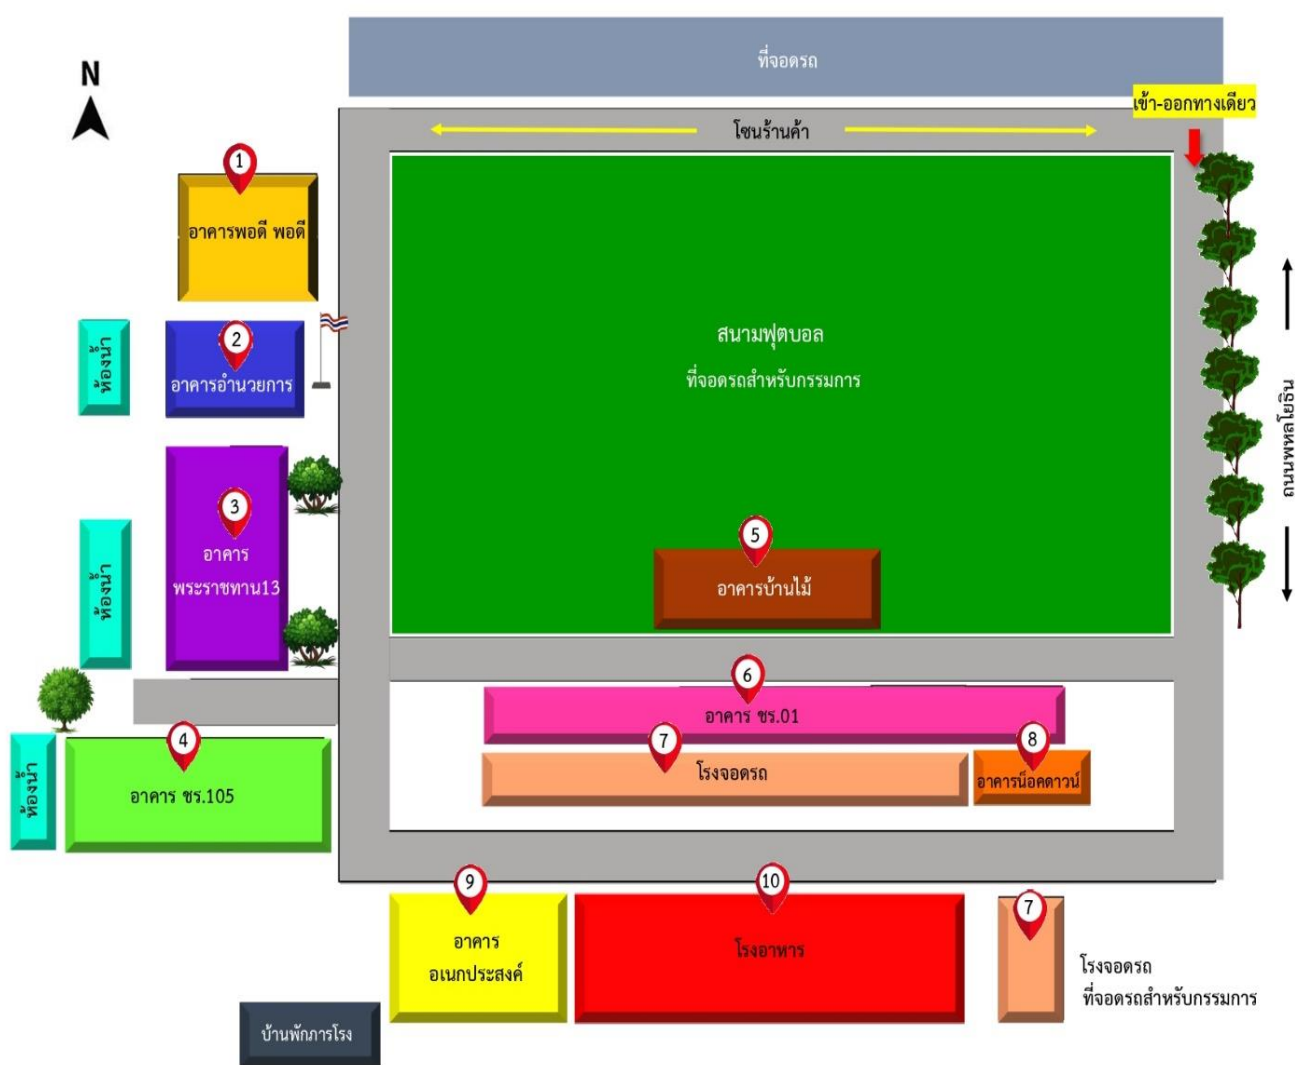 ที่จอดรถ
N
เข้า-ออกทางเดียว
โซนร้านค้า
1
อาคารพอดี พอดี
2
อาคารอำนวยการ
ห้องน้ำ
สนามฟุตบอล
ที่จอดรถสำหรับกรรมการ
ถนนพหลโยธิน
3
อาคาร
พระราชทาน13
ห้องน้ำ
5
อาคารบ้านไม้
6
อาคาร ชร.01
4
อาคาร ชร.105
ห้องน้ำ
7
โรงจอดรถ
8
อาคารน็อคดาวน์
9
อาคาร
อเนกประสงค์
10
โรงอาหาร
7
โรงจอดรถ
ที่จอดรถสำหรับกรรมการ
บ้านพักภารโรง